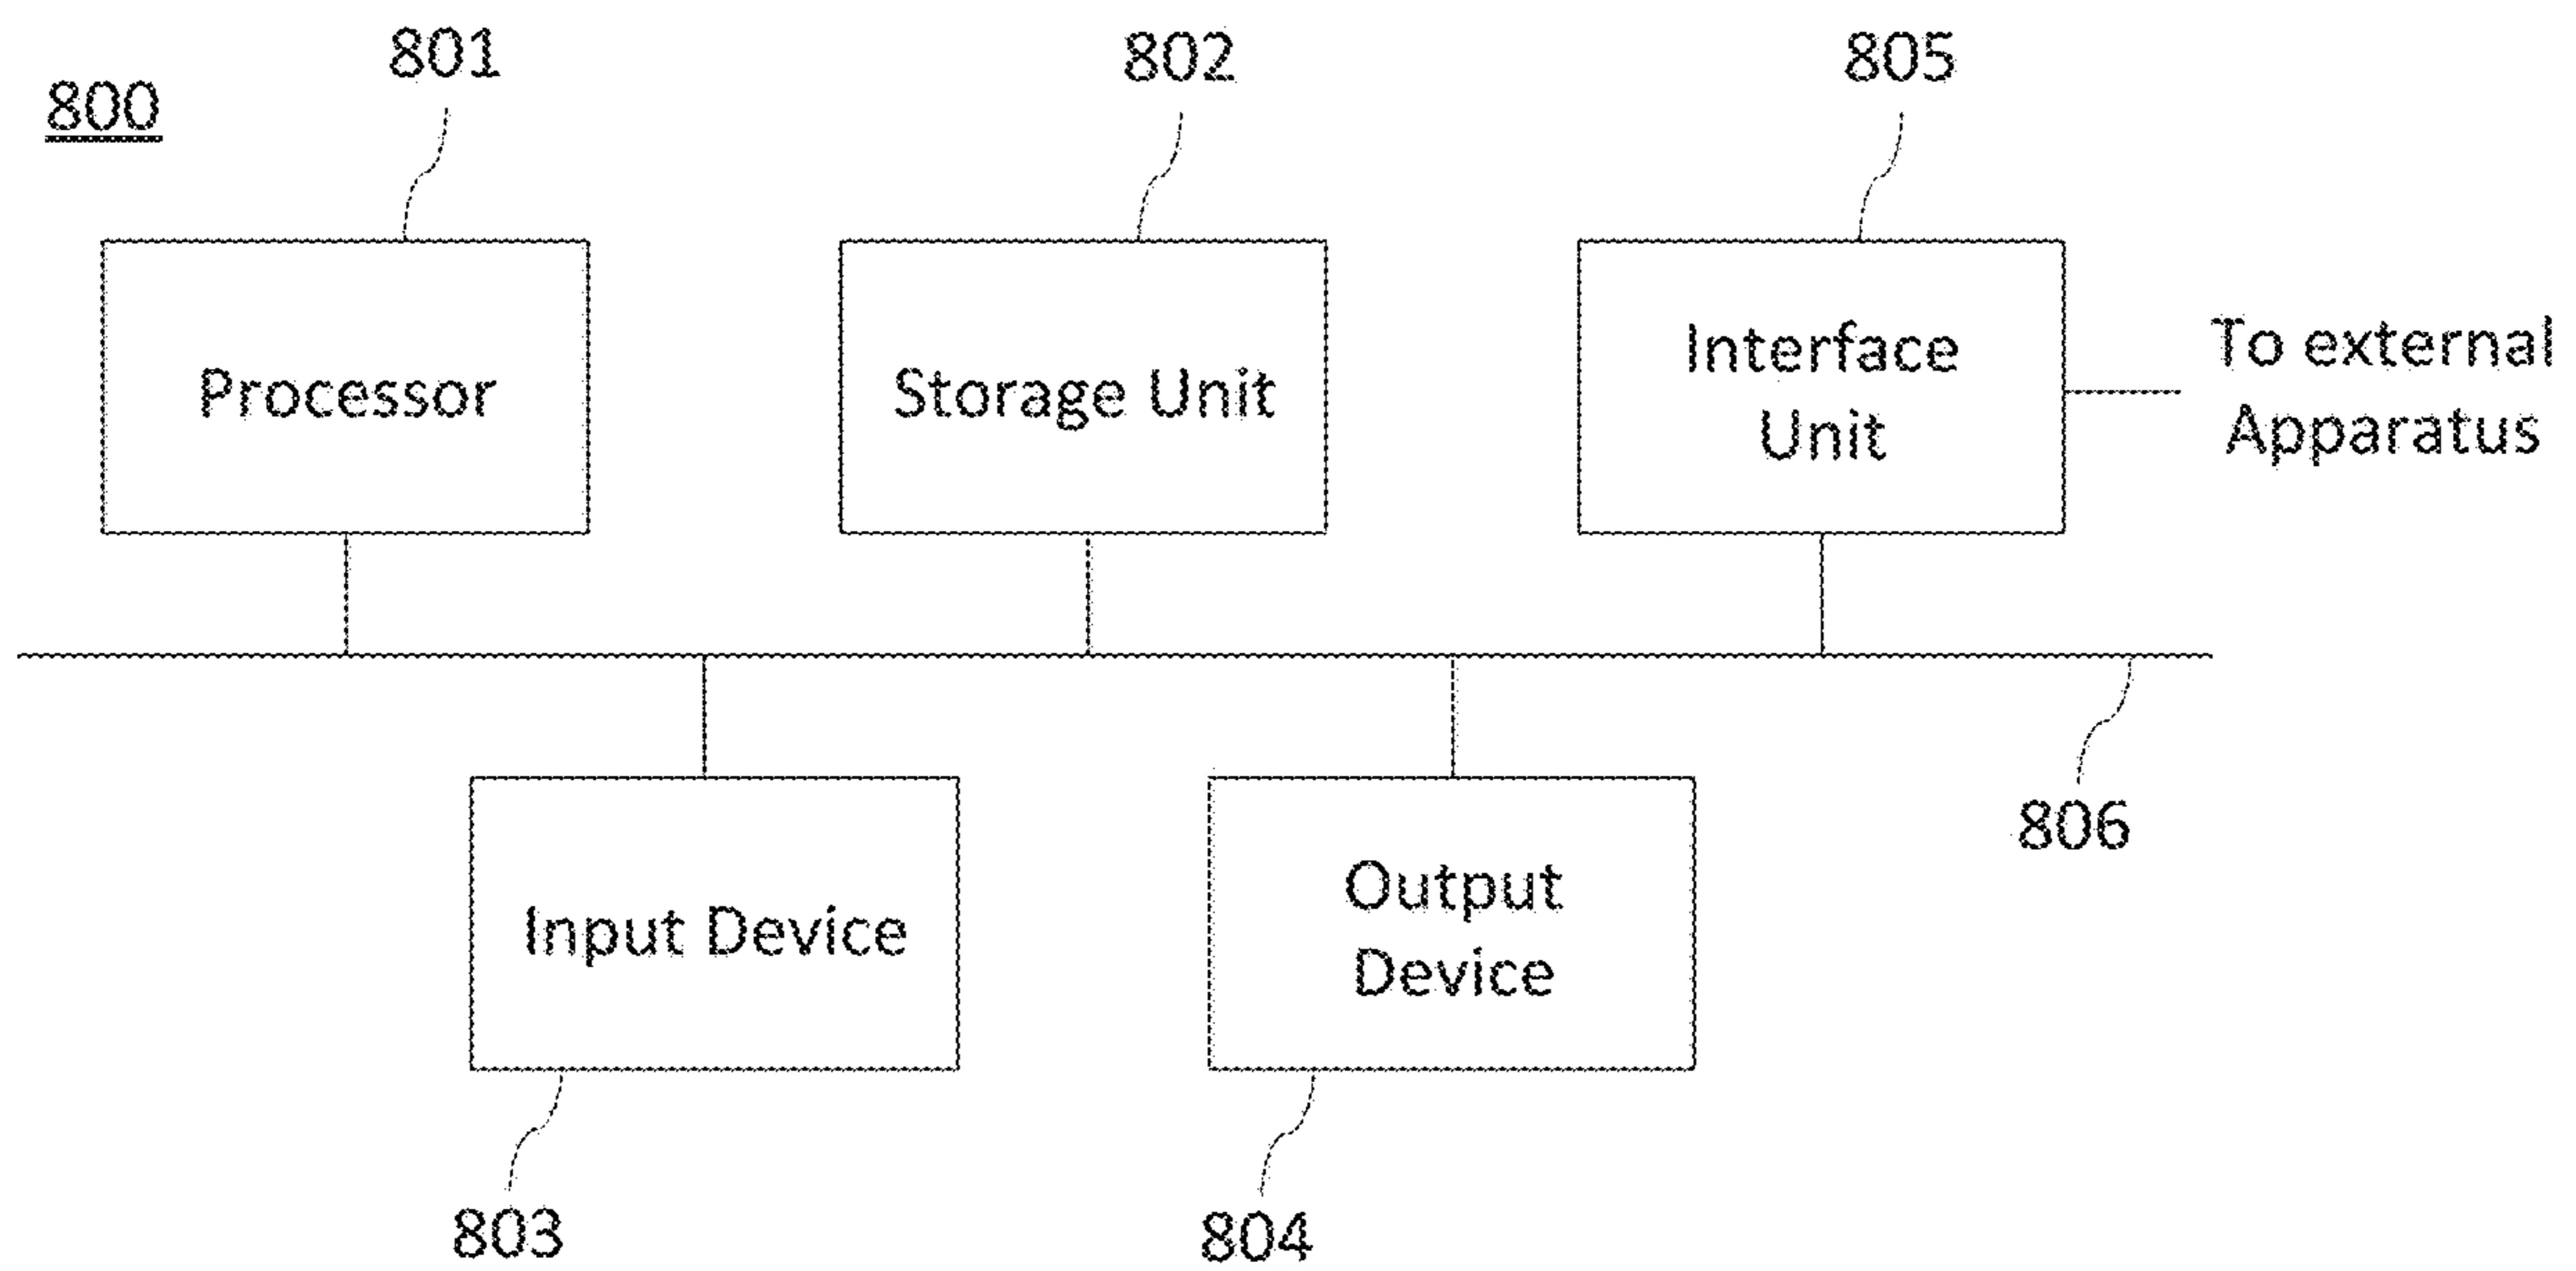 801
802
805
800
Processor
Storage Unit
Interface
Unit
To external
Apparatus
806
Input Device
Output
Device
803
804